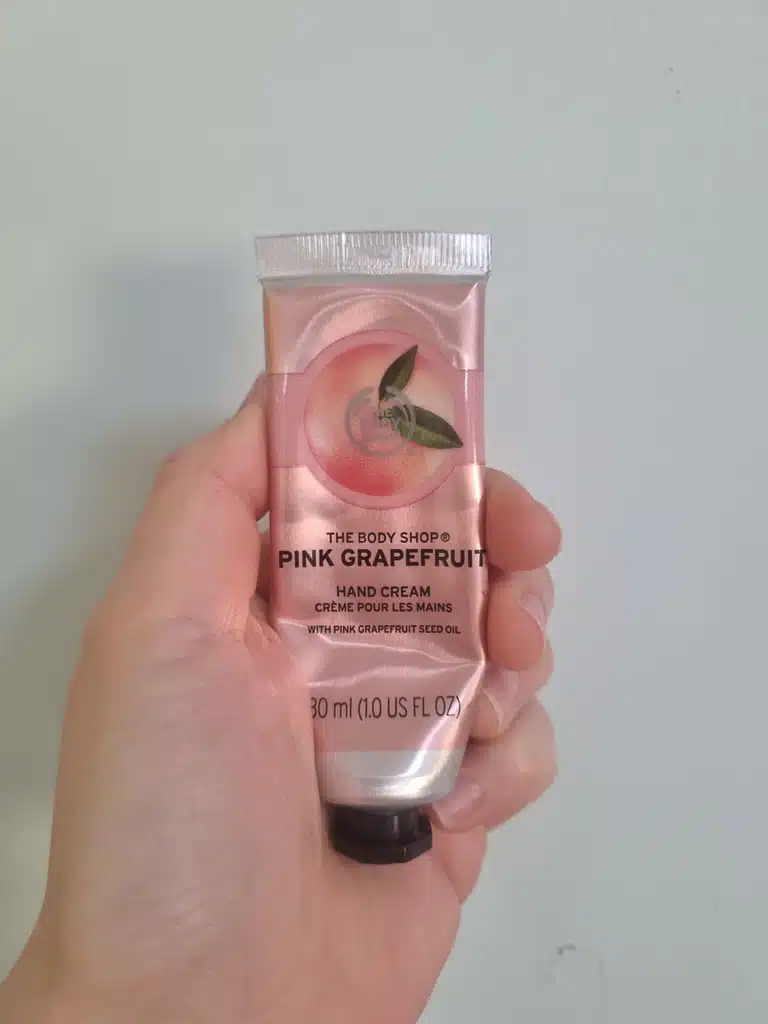 THE BODY SHOP®
PINK GRAPEFRUIT
HAND CREAM
CRÈME POUR LES MAINS
WITH PINK GRAPEFRUIT SEED OIL
30 ml (1.0 US FL OZ)